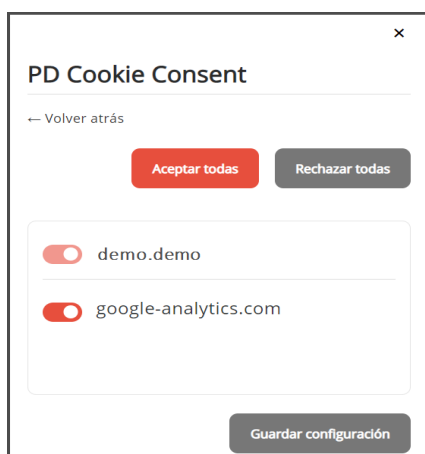 ×
PD Cookie Consent
← Volver atrás
Aceptar todas Rechazar todas
demo.demo
google-analytics.com
Guardar configuración